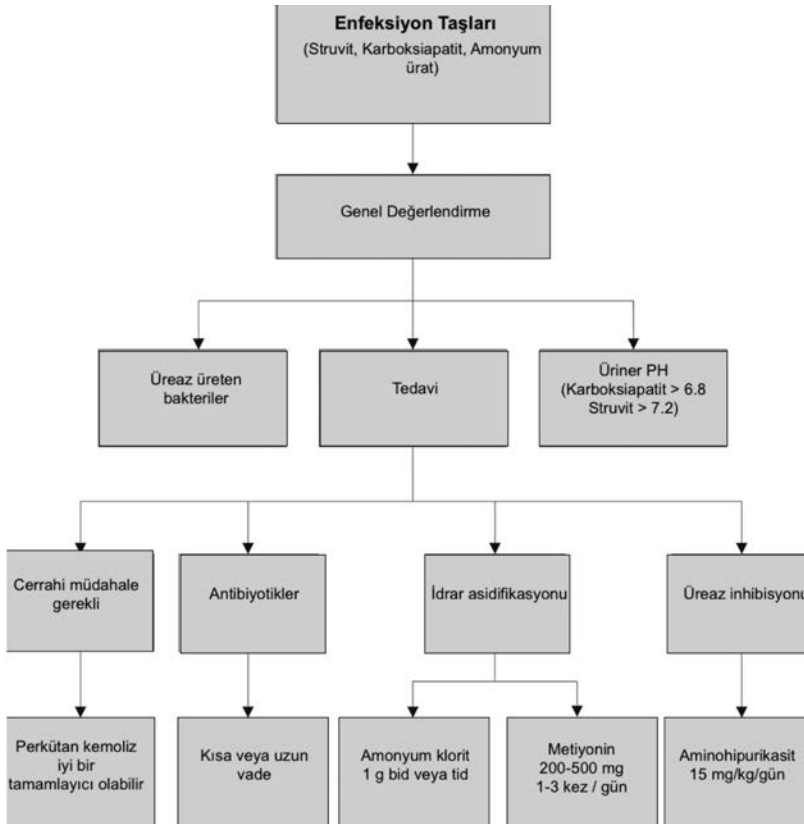 Enfeksiyon Taşları
(Struvit, Karboksiapatit, Amonyum
ürat)
Genel Değerlendirme
Üreaz üreten
bakteriler
Tedavi
Üriner PH
(Karboksiapatit > 6.8
Struvit > 7.2)
Cerrahi müdahale
gerekli
Antibiyotikler
İdrar asidifikasyonu
Üreaz inhibisyonu
Perkütan kemoliz
iyi bir
tamamlayıcı olabilir
Kısa veya uzun
vade
Amonyum klorit
1 g bid veya tid
Metiyonin
200-500 mg
1-3 kez / gün
Aminohipurikasit
15 mg/kg/gün